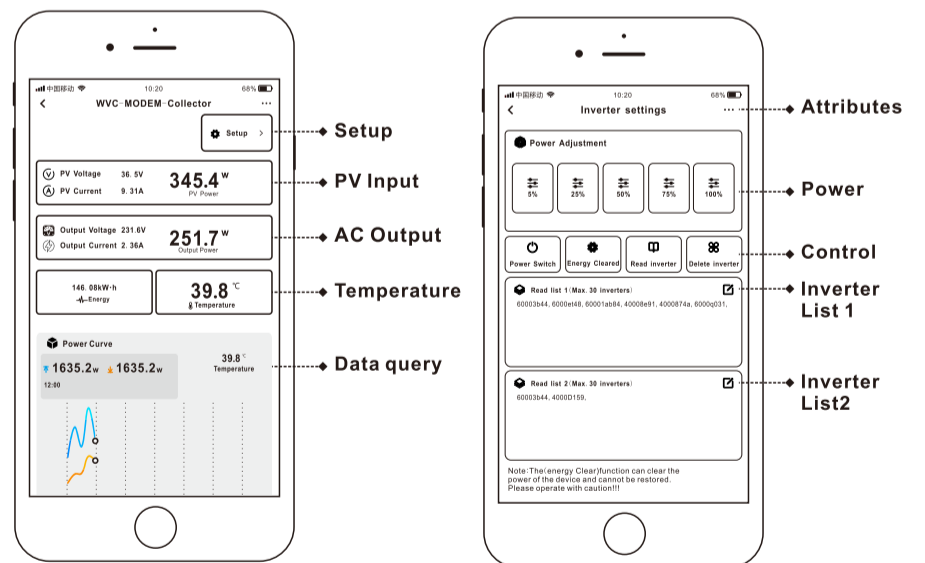 中国移动 10:20 68%
WVC-MODEM-Collector ...
Setup >
PV Voltage 36. 5V
PV Current 9. 31A
345.4 W
PV Power
Output Voltage 231.6V
Output Current 2. 36A
251.7 W
Output Power
146. 08kW·h
Energy
39.8 ℃
Temperature
Power Curve
1635.2w 1635.2w
12:00
39.8 ℃
Temperature
Setup
PV Input
AC Output
Temperature
Data query
中国移动 10:20 68%
Inverter settings ...
Power Adjustment
5% 25% 50% 75% 100%
Power Switch Energy Cleared Read inverter Delete inverter
Read list 1(Max. 30 inverters)
60003b44, 6000et48, 60001ab84, 40008e91, 4000874a, 6000q031,
Read list 2(Max. 30 inverters)
60003b44, 4000D159,
Note:The(energy Clear)function can clear the
power of the device and cannot be restored.
Please operate with caution!!!
Attributes
Power
Control
Inverter
List 1
Inverter
List2